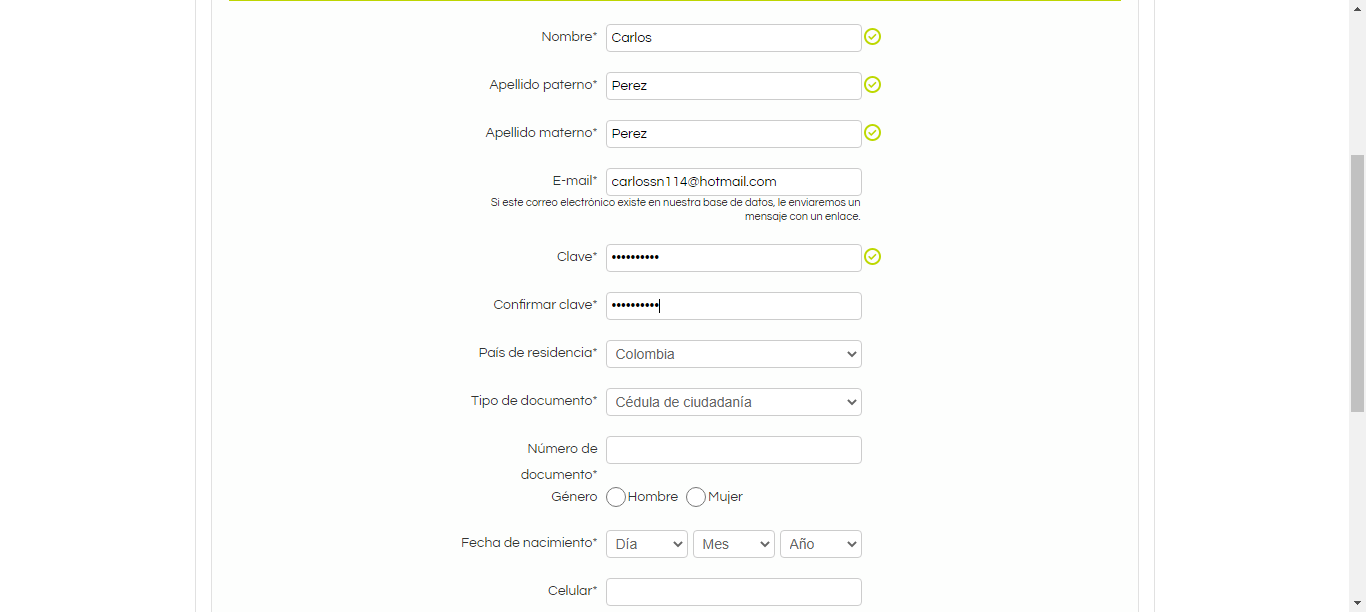 Nombre* Carlos
Apellido paterno* Perez
Apellido materno* Perez
E-mail* carlossn114@hotmail.com
Si este correo electrónico existe en nuestra base de datos, le enviaremos un
mensaje con un enlace.
Clave* ••••••••••
Confirmar clave* ••••••••••
País de residencia* Colombia
Tipo de documento* Cédula de ciudadanía
Número de
documento*
Género Hombre Mujer
Fecha de nacimiento* Día Mes Año
Celular*